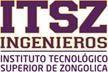 ITSZ
INGENIEROS
INSTITUTO TECNOLÓGICO
SUPERIOR DE ZONGOLICA